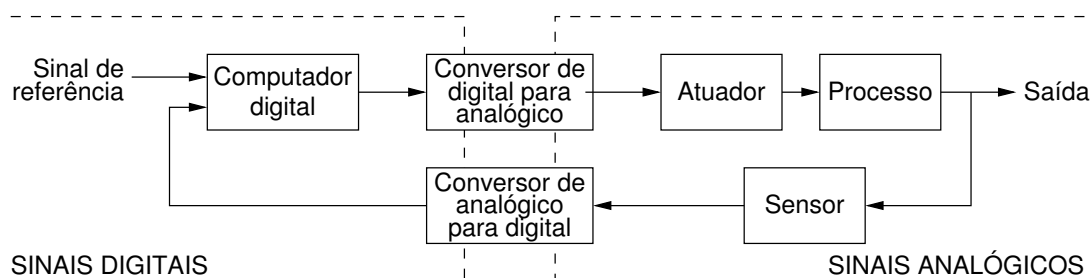 Sinal de
referência
Computador
digital
Conversor de
digital para
analógico
Atuador
Processo
Saída
Conversor de
analógico
para digital
Sensor
SINAIS DIGITAIS
SINAIS ANALÓGICOS